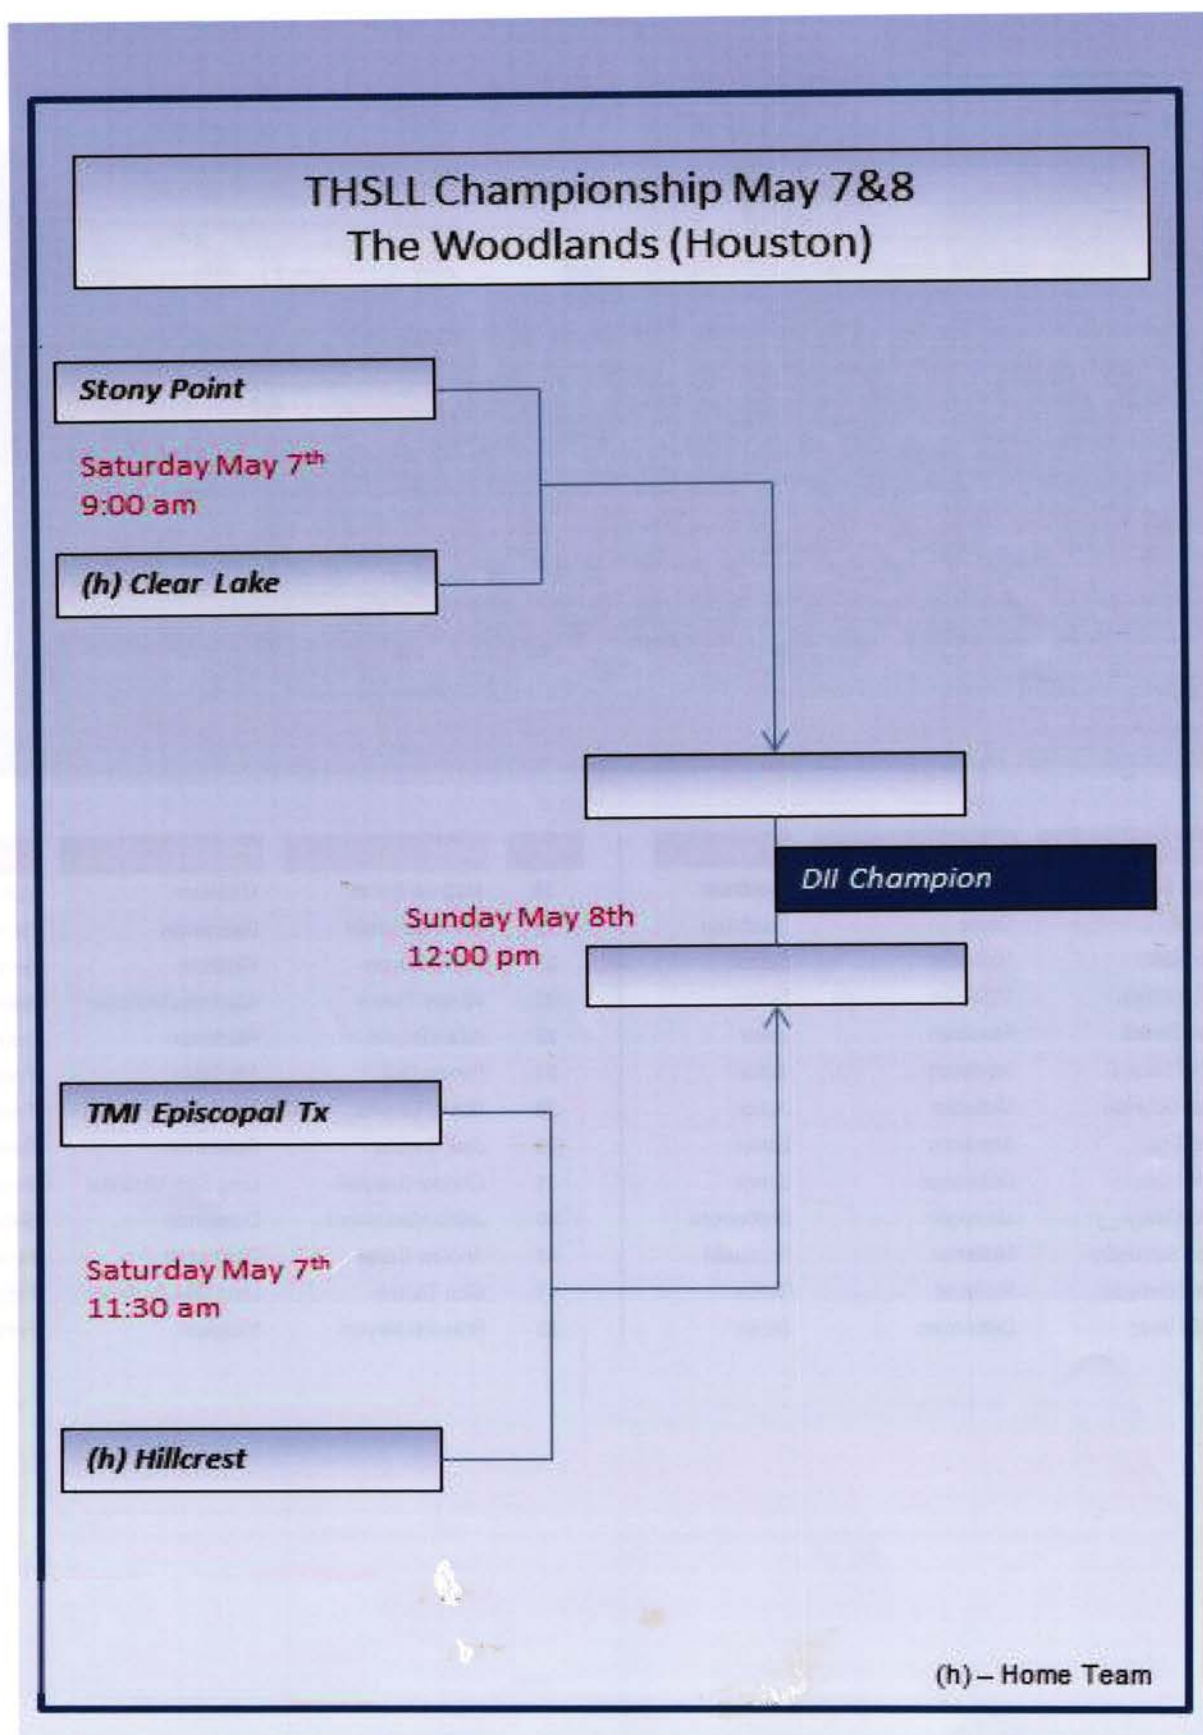 THSLL Championship May 7&8
The Woodlands (Houston)
Stony Point
Saturday May 7th
9:00 am
(h) Clear Lake
DII Champion
Sunday May 8th
12:00 pm
TMI Episcopal Tx
Saturday May 7th
11:30 am
(h) Hillcrest
(h) – Home Team